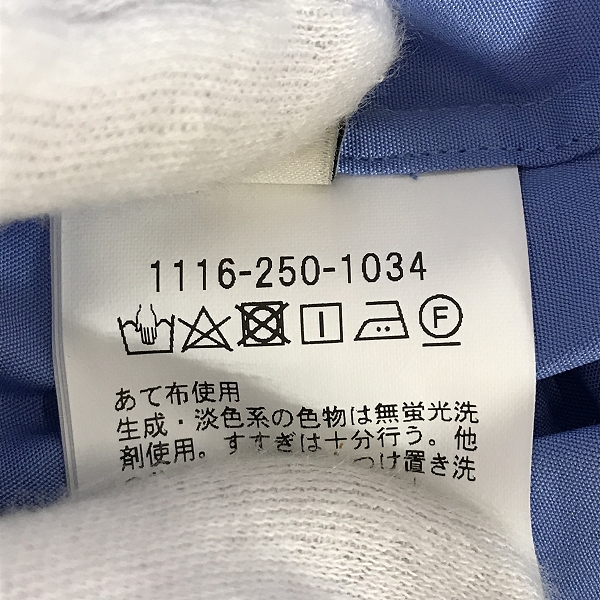 1116-250-1034
F
あて布使用
生成・淡色系の色物は無蛍光洗
剤使用。すすぎは十分行う。他
つけ置き洗